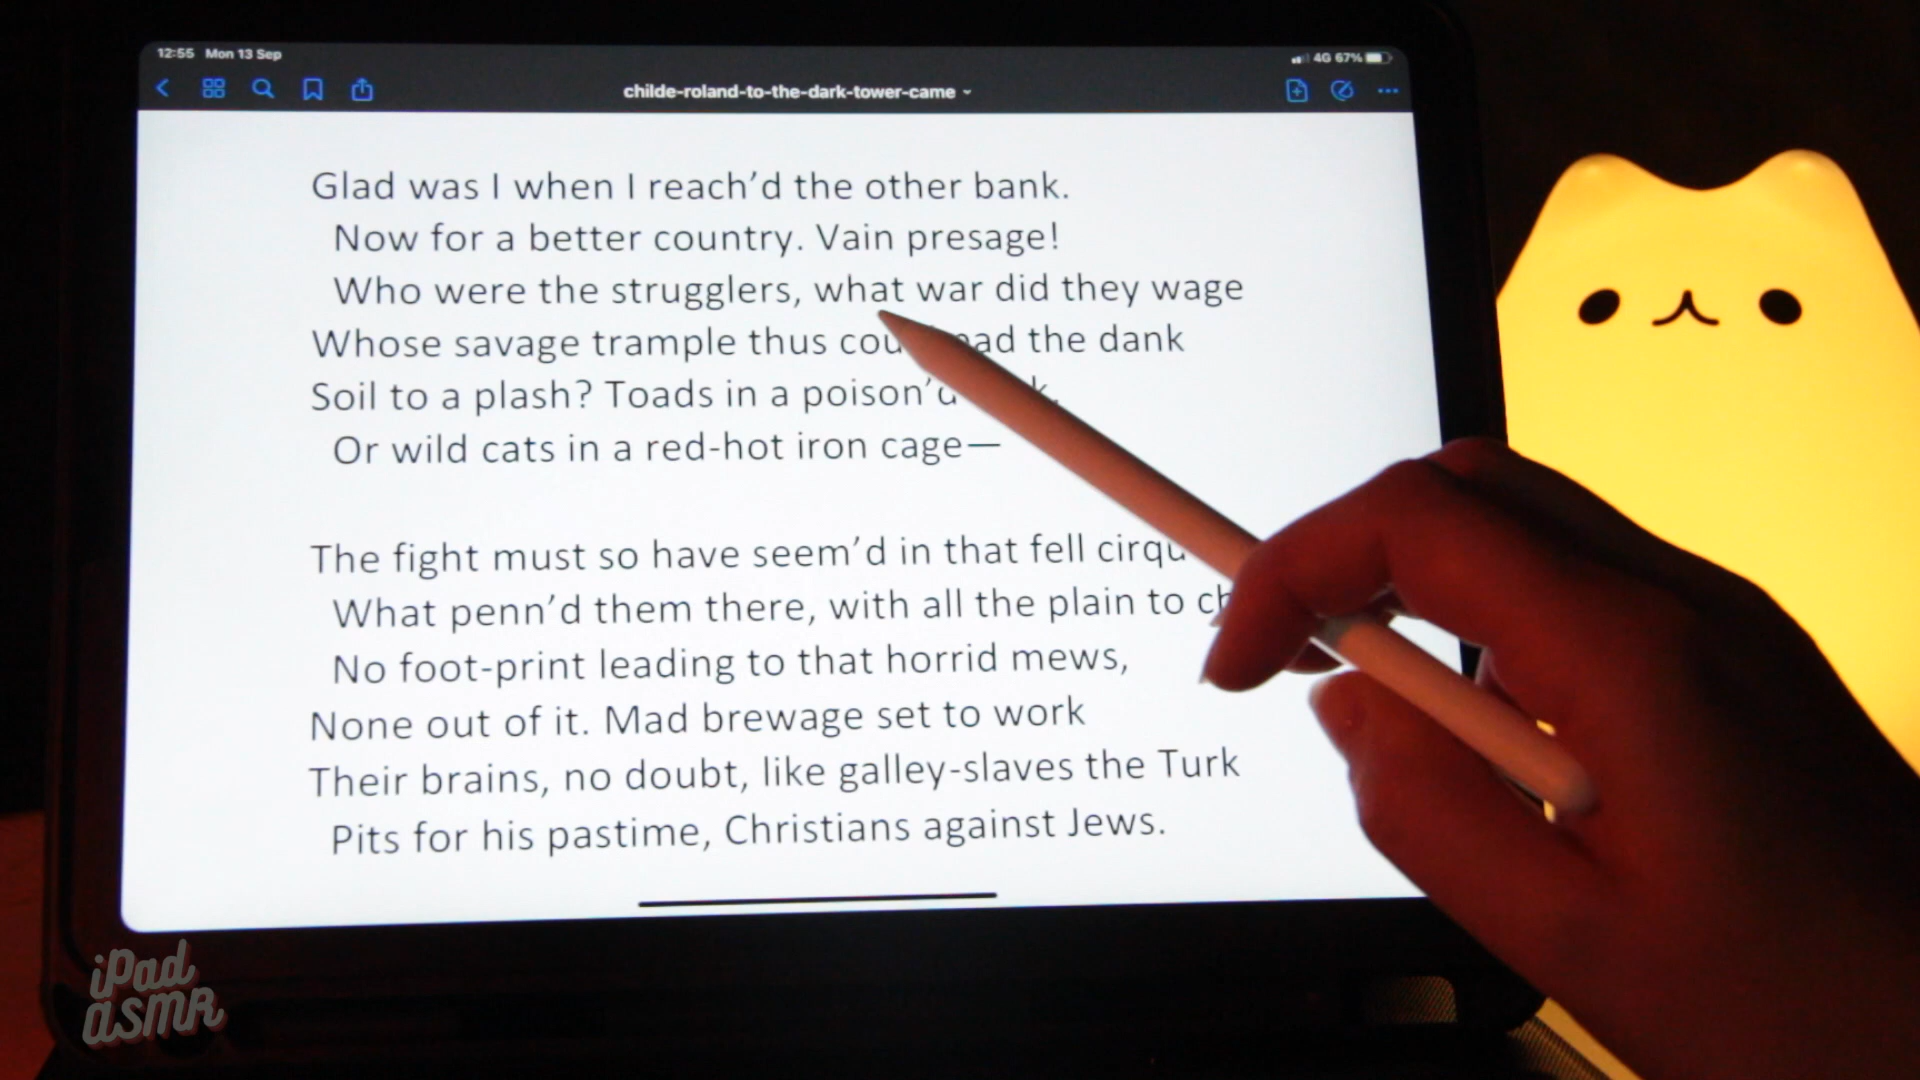 12:55 Mon 13 Sep
4G 67%
childe-roland-to-the-dark-tower-came
Glad was I when I reach’d the other bank.
Now for a better country. Vain presage!
Who were the strugglers, what war did they wage
Whose savage trample thus the dank
Soil to a plash? Toads in a
Or wild cats in a red-hot iron cage—
The fight must so have seem’d in that fell
What penn’d them there, with all the plain to
No foot-print leading to that horrid mews,
None out of it. Mad brewage set to work
Their brains, no doubt, like galley-slaves the Turk
Pits for his pastime, Christians against Jews.
iPad
asmr